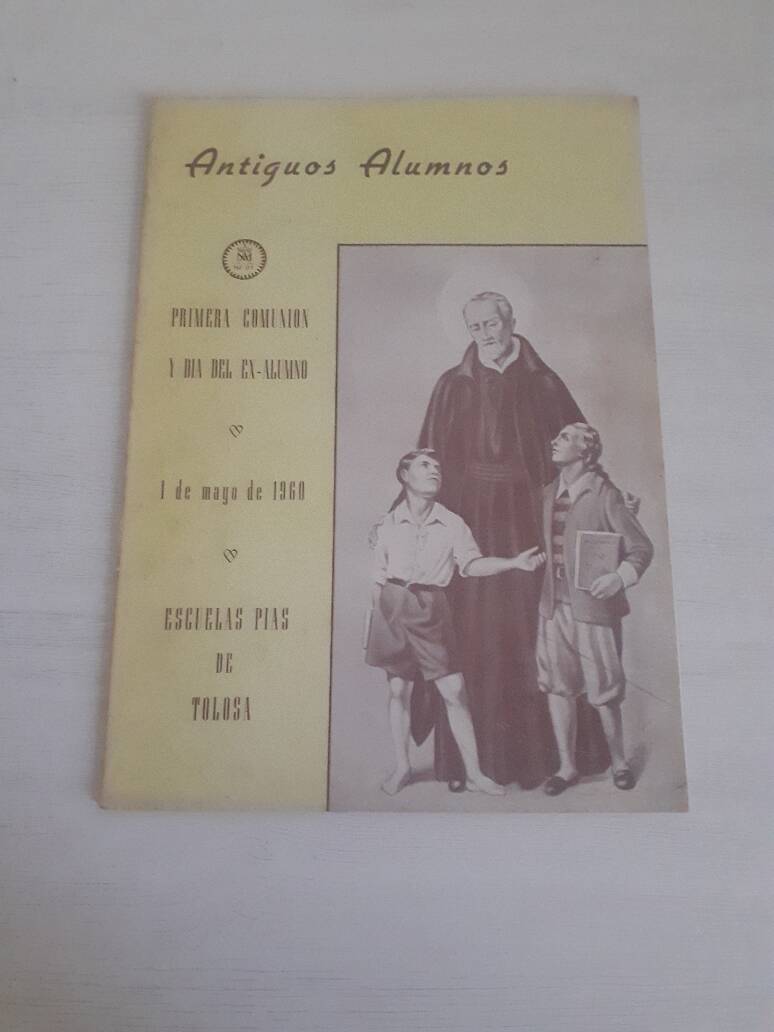 Antiguos Alumnos
PRIMERA COMUNION
Y DIA DEL EX-ALUMNO
1 de mayo de 1960
ESCUELAS PIAS
DE
TOLOSA